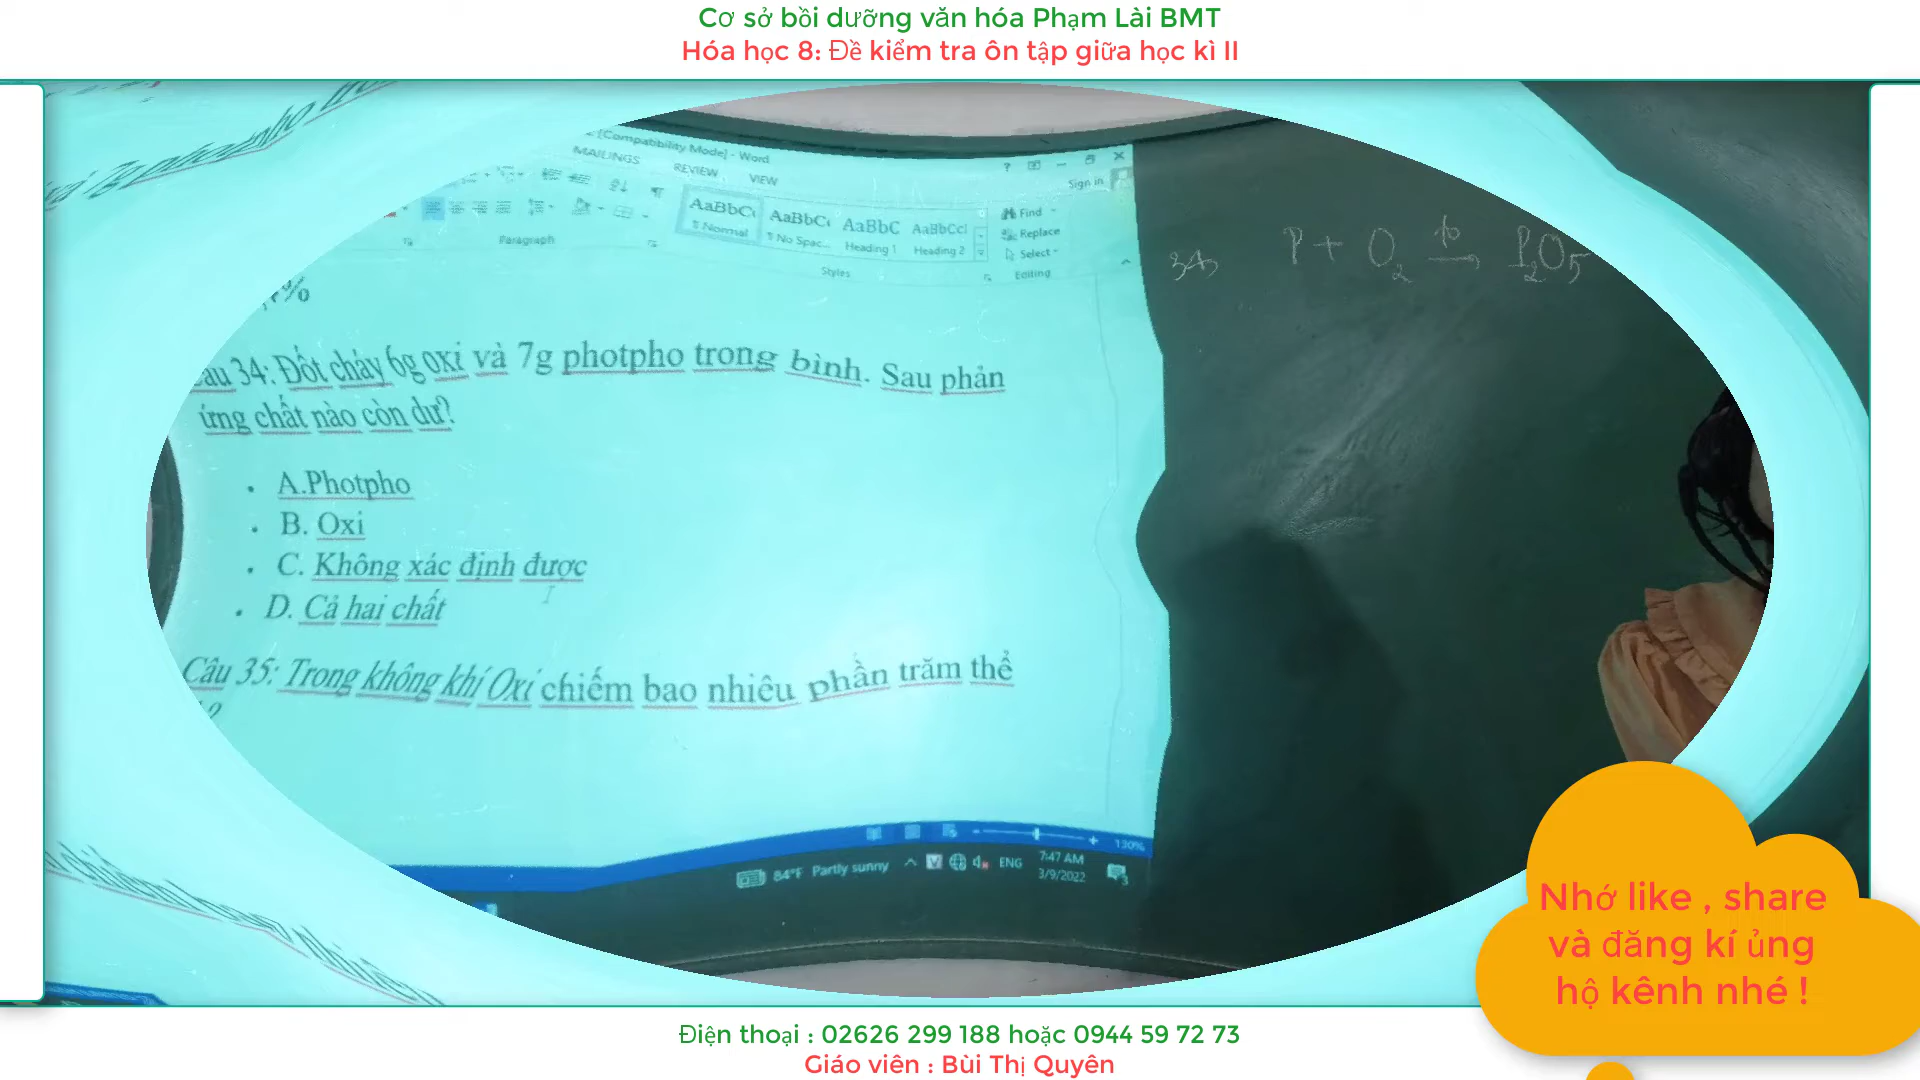 Cơ sở bồi dưỡng văn hóa Phạm Lài BMT
Hóa học 8: Đề kiểm tra ôn tập giữa học kì II
[Compatibility Mode] - Word
MAILINGS REVIEW VIEW
Sign in
AaBbCc AaBbCc AaBbC AaBbCcI
¶ Normal ¶ No Spac... Heading 1 Heading 2
Find
Replace
Select
Paragraph
Styles
Editing
34)
P + O2 → P2O5
%
34: Đốt cháy 6g oxi và 7g photpho trong bình. Sau phản
ứng chất nào còn dư?
A.Photpho
B. Oxi
C. Không xác định được
D. Cả hai chất
Câu 35: Trong không khí Oxi chiếm bao nhiêu phần trăm thể
130%
84°F Partly sunny
ENG
7:47 AM
3/9/2022
3
Nhớ like , share
và đăng kí ủng
hộ kênh nhé !
Điện thoại : 02626 299 188 hoặc 0944 59 72 73
Giáo viên : Bùi Thị Quyên